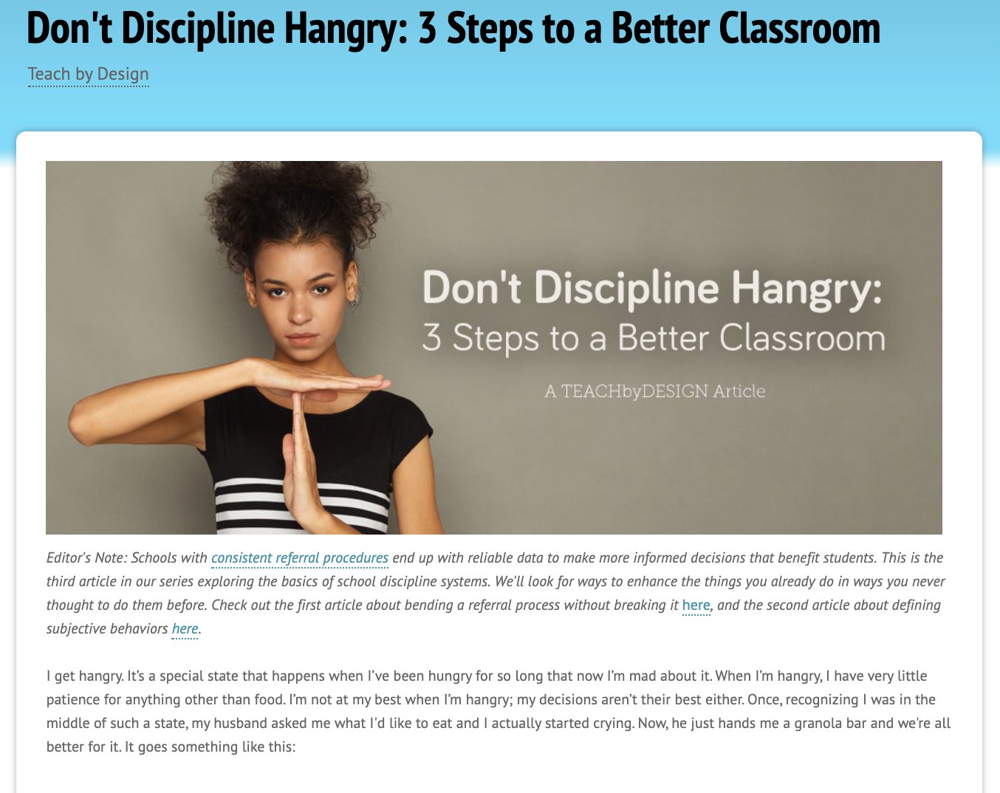 Don't Discipline Hangry: 3 Steps to a Better Classroom
Teach by Design
Don't Discipline Hangry:
3 Steps to a Better Classroom
A TEACHbyDESIGN Article
Editor's Note: Schools with consistent referral procedures end up with reliable data to make more informed decisions that benefit students. This is the
third article in our series exploring the basics of school discipline systems. We'll look for ways to enhance the things you already do in ways you never
thought to do them before. Check out the first article about bending a referral process without breaking it here, and the second article about defining
subjective behaviors here.
I get hangry. It’s a special state that happens when I’ve been hungry for so long that now I’m mad about it. When I’m hangry, I have very little
patience for anything other than food. I’m not at my best when I’m hangry; my decisions aren’t their best either. Once, recognizing I was in the
middle of such a state, my husband asked me what I'd like to eat and I actually started crying. Now, he just hands me a granola bar and we're all
better for it. It goes something like this: